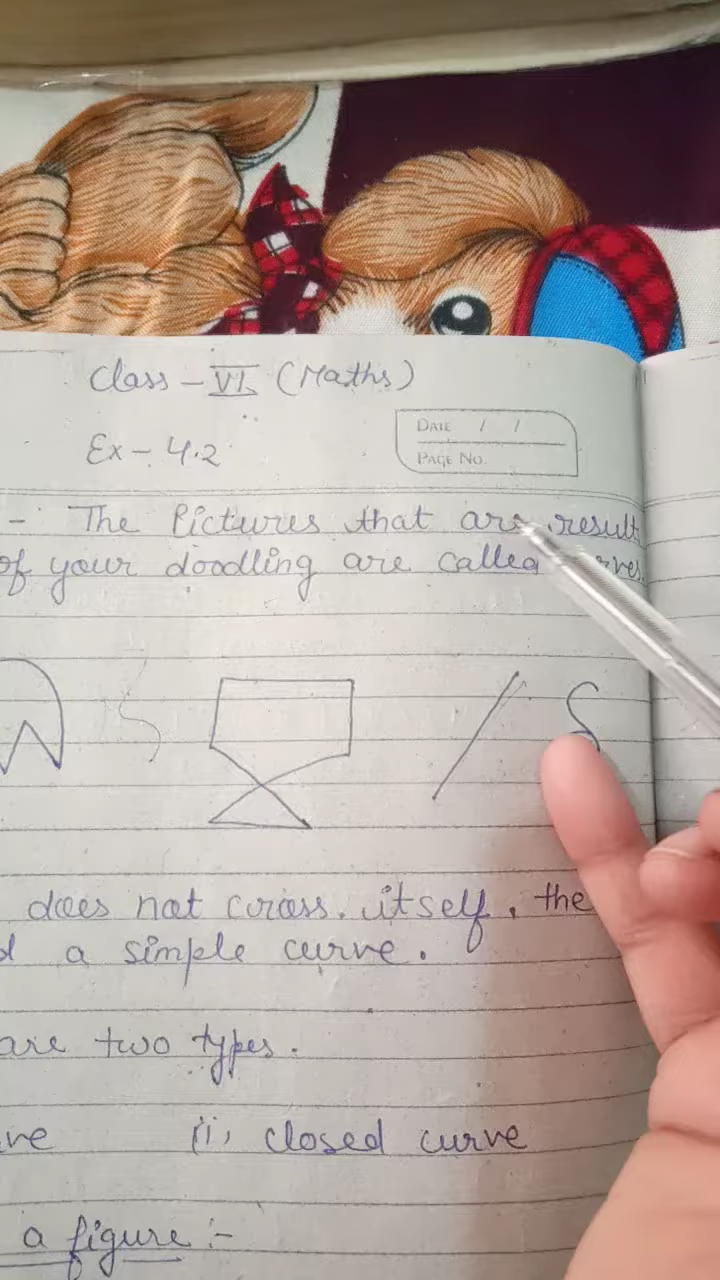 Class - VI (Maths)
Ex - 4.2
DATE / /
PAGE NO.
- The Pictures that are result
of your doodling are called
does not cross itself, the
a simple curve.
are two types.
(i) closed curve
a figure :-